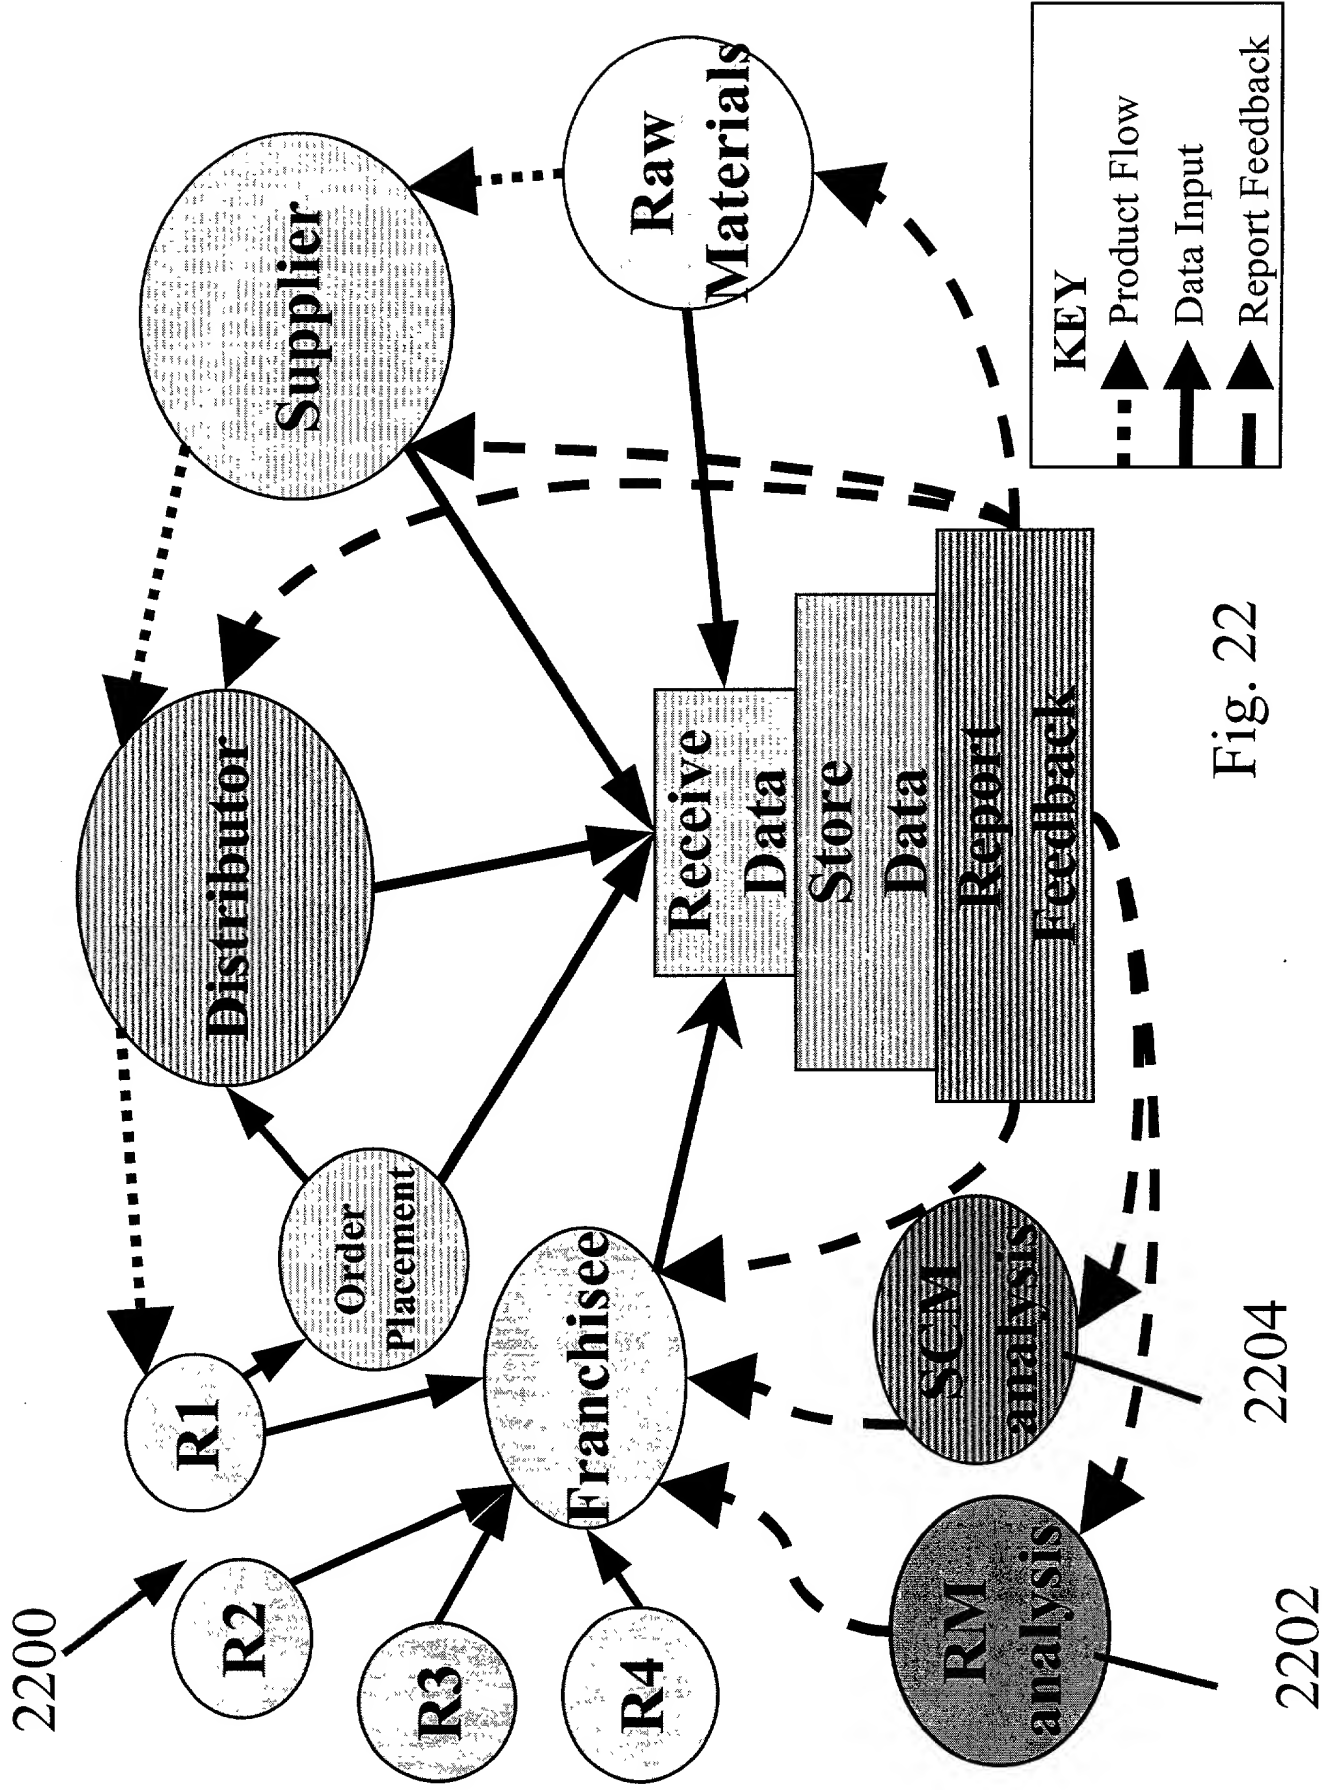 2200
R1
R2
R3
R4
Order
Placement
Distributor
Supplier
Raw
Materials
Franchisee
Receive
Data
Store
Data
Report
Feedback
RM
analysis
SCM
analysis
2202
2204
KEY
Product Flow
Data Input
Report Feedback
Fig. 22